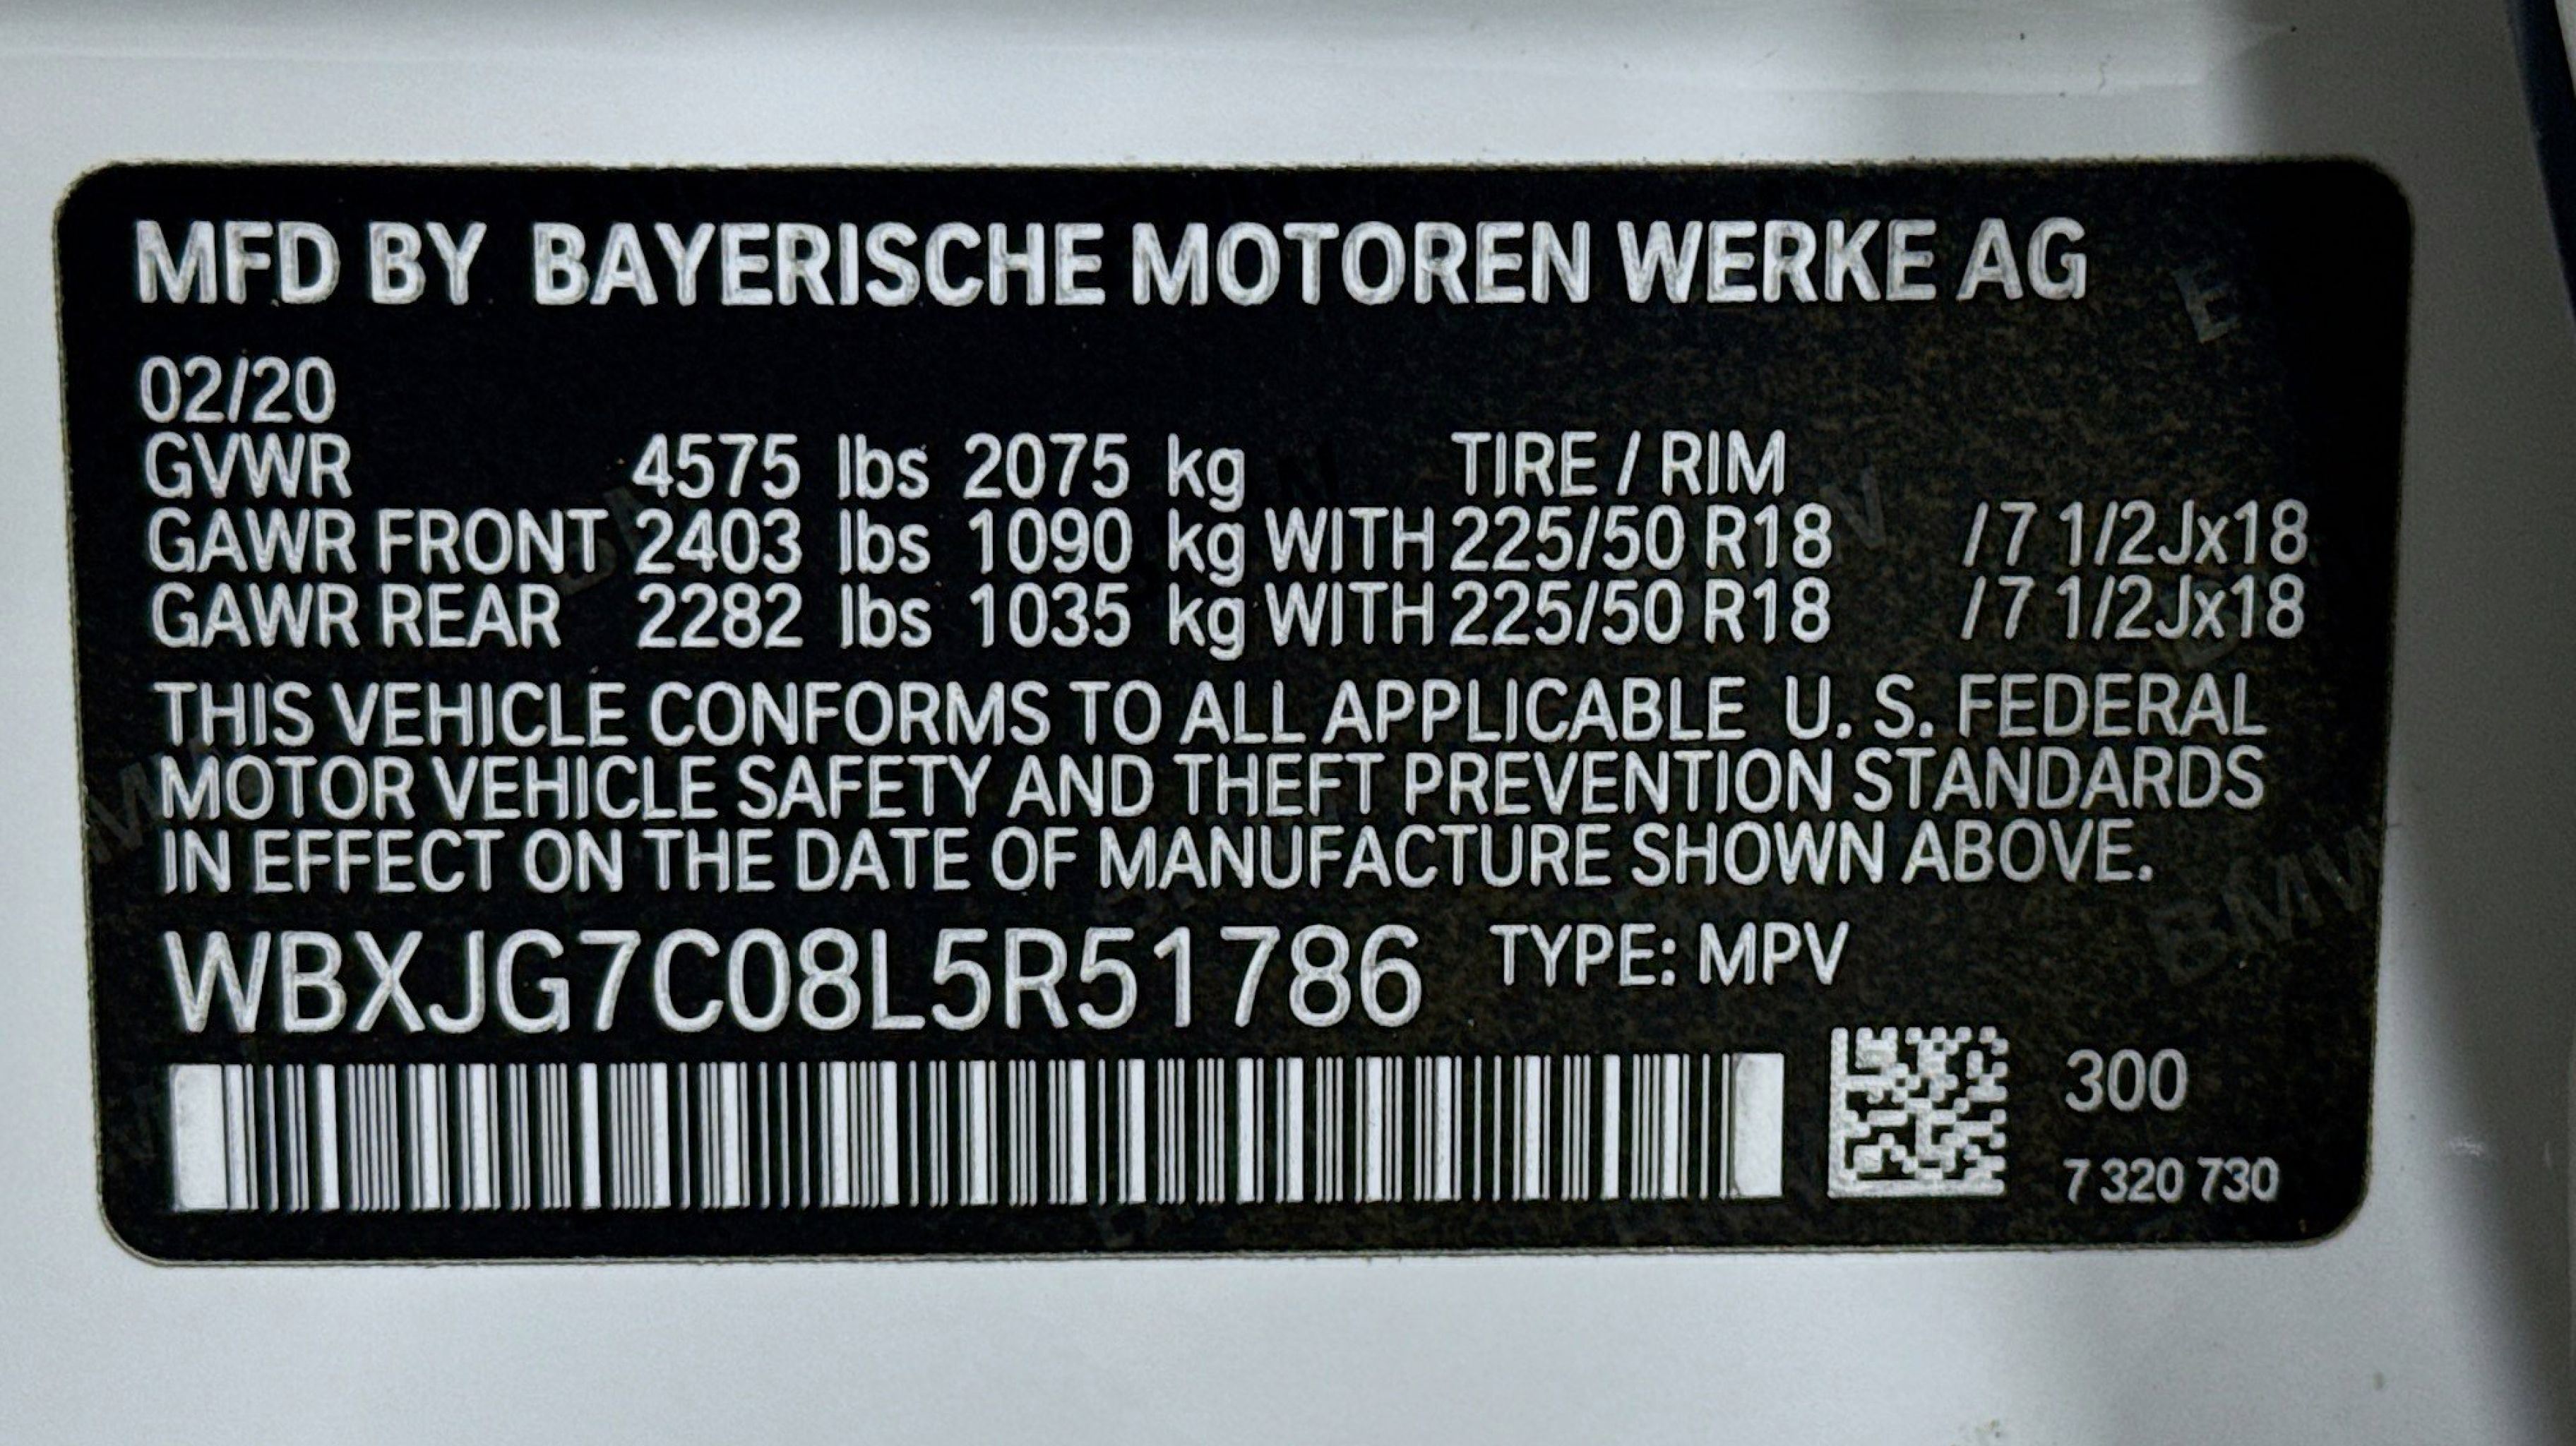 MFD BY BAYERISCHE MOTOREN WERKE AG
02/20
GVWR 4575 lbs 2075 kg TIRE / RIM
GAWR FRONT 2403 lbs 1090 kg WITH 225/50 R18 / 7 1/2Jx18
GAWR REAR 2282 lbs 1035 kg WITH 225/50 R18 / 7 1/2Jx18
THIS VEHICLE CONFORMS TO ALL APPLICABLE U. S. FEDERAL
MOTOR VEHICLE SAFETY AND THEFT PREVENTION STANDARDS
IN EFFECT ON THE DATE OF MANUFACTURE SHOWN ABOVE.
WBXJG7C08L5R51786 TYPE: MPV
300
7 320 730
BMW